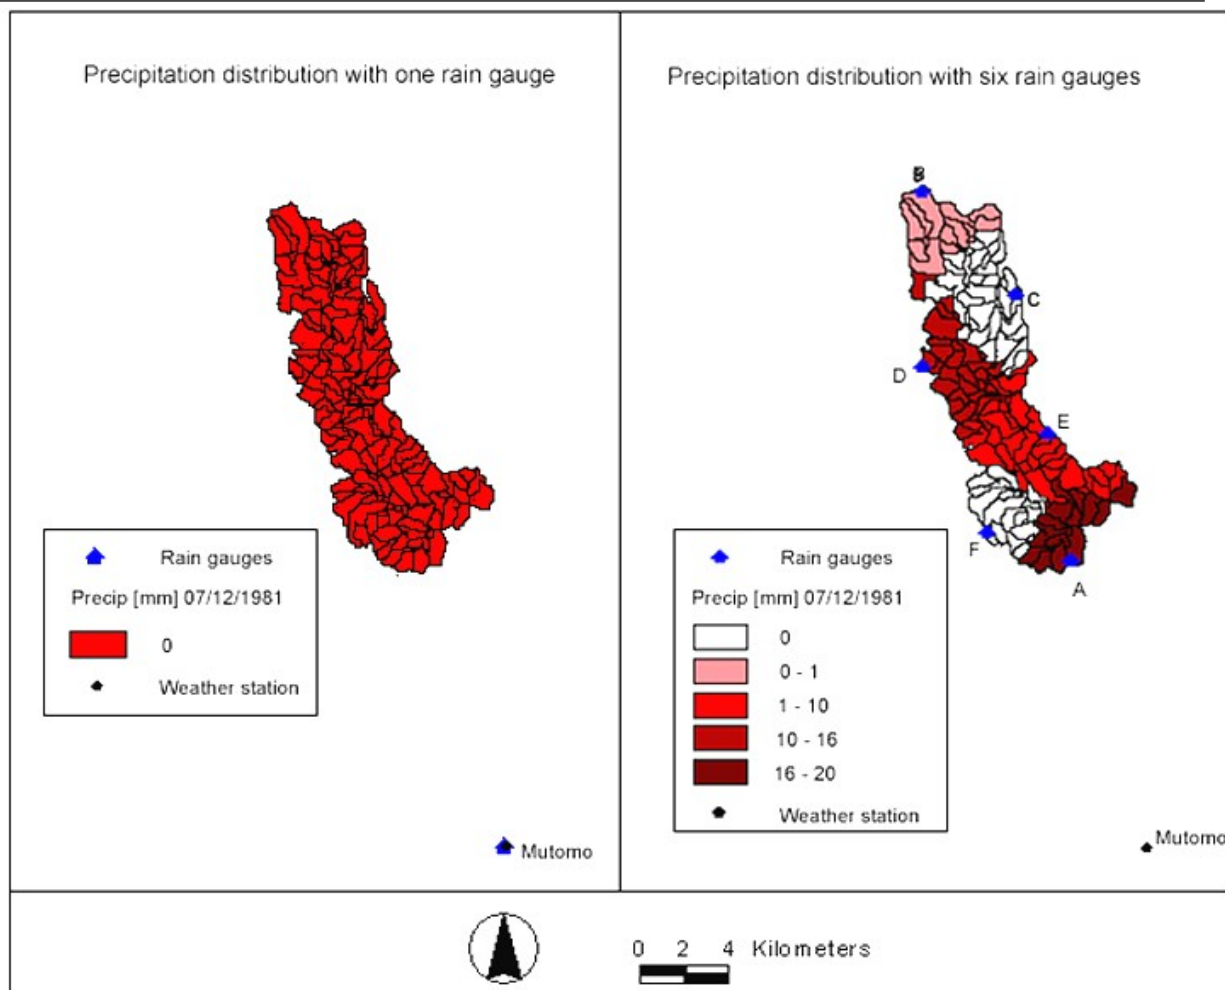 Precipitation distribution with one rain gauge
Precipitation distribution with six rain gauges
B
C
D
E
F
A
Rain gauges
Precip [mm] 07/12/1981
0
Weather station
Mutomo
Rain gauges
Precip [mm] 07/12/1981
0
0 - 1
1 - 10
10 - 16
16 - 20
Weather station
Mutomo
0 2 4 Kilometers